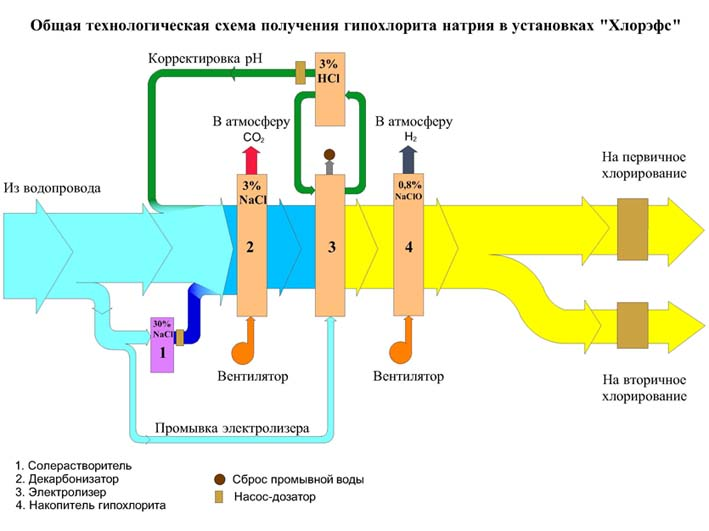 Общая технологическая схема получения гипохлорита натрия в установках "Хлорэфс"
Корректировка pH
3%
HCl
В атмосферу
CO₂
В атмосферу
H₂
На первичное
хлорирование
Из водопровода
3%
NaCl
0,8%
NaClO
2
3
4
30%
NaCl
1
Вентилятор
Вентилятор
На вторичное
хлорирование
Промывка электролизера
1. Солерастворитель
2. Декарбонизатор
3. Электролизер
4. Накопитель гипохлорита
Сброс промывной воды
Насос-дозатор